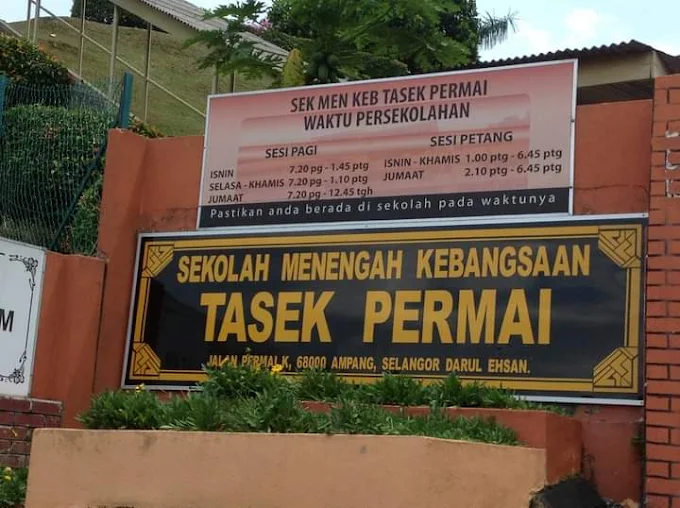 SEK MEN KEB TASEK PERMAI
WAKTU PERSEKOLAHAN
SESI PAGI
ISNIN 7.20 pg - 1.45 ptg
SELASA - KHAMIS 7.20 pg - 1.10 ptg
JUMAAT 7.20 pg - 12.45 tgh
SESI PETANG
ISNIN - KHAMIS 1.00 ptg - 6.45 ptg
JUMAAT 2.10 ptg - 6.45 ptg
Pastikan anda berada di sekolah pada waktunya
SEKOLAH MENENGAH KEBANGSAAN
TASEK PERMAI
JALAN PERMAI K, 68000 AMPANG, SELANGOR DARUL EHSAN.
M